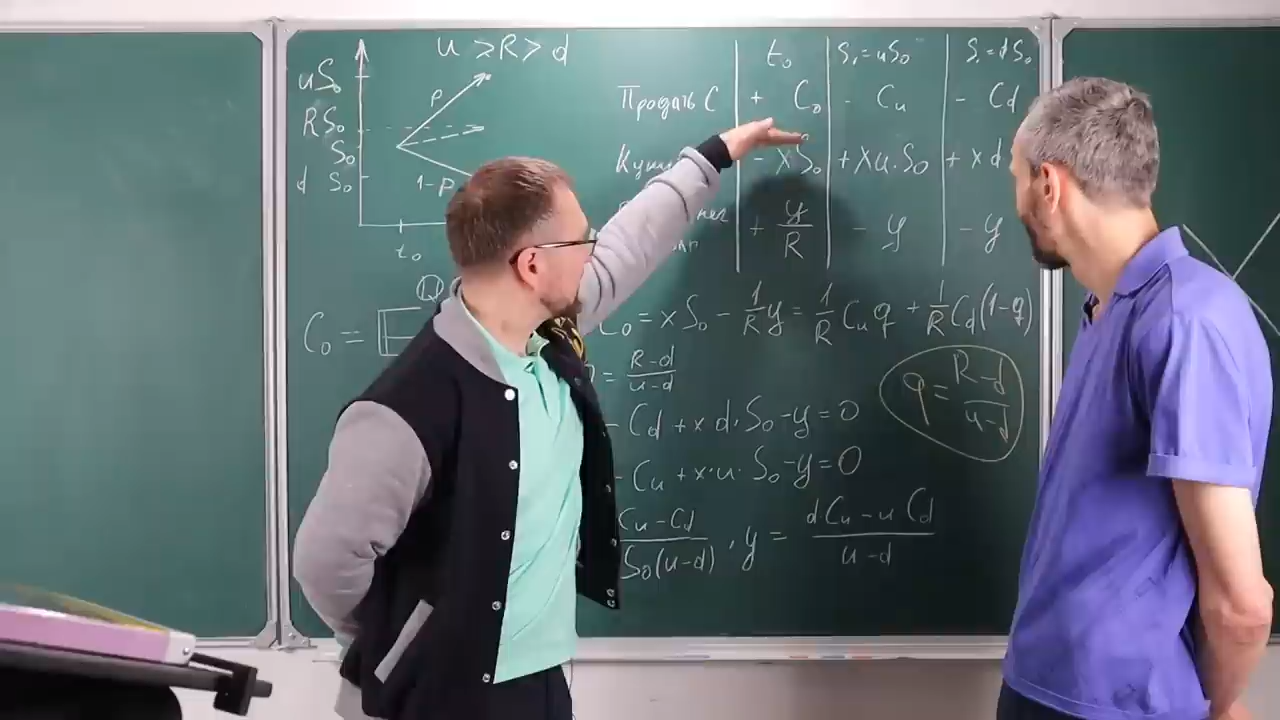 u ≥ R > d
uS₀
RS₀
S₀
d S₀
p
1-p
t₀
t₀ S₁=uS₀ S₁=dS₀
Продать C + C₀ - Cu - Cd
- xS₀ + xu·S₀ + xd
+ y/R - y - y
C₀ =
C₀ = xS₀ - 1/R y = 1/R Cu q + 1/R Cd(1-q)
= R-d/u-d
q = R-d/u-d
- Cd + xd·S₀ - y = 0
- Cu + x·u·S₀ - y = 0
Cu - Cd/S₀(u-d) , y = dCu - uCd/u-d